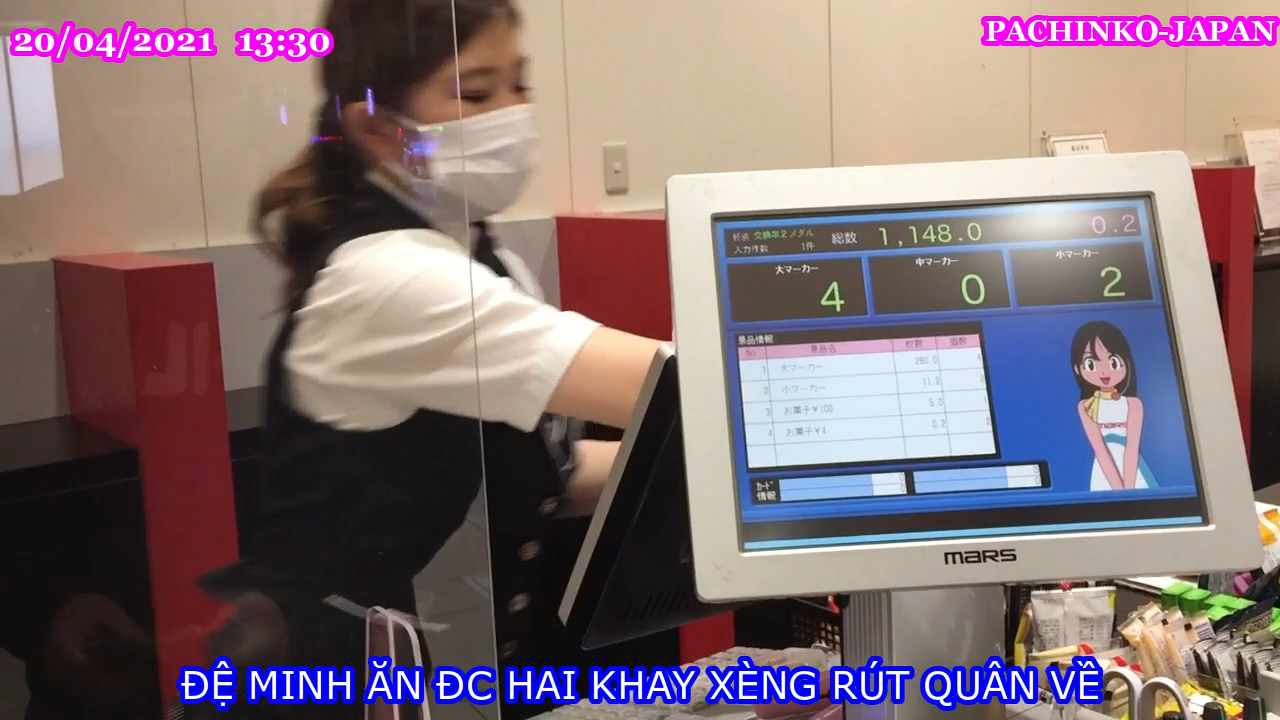 20/04/2021 13:30
PACHINKO-JAPAN
交換率2メダル 総数 1,148.0 0.2
入力件数 1件
大マーカー 中マーカー 小マーカー
4 0 2
景品情報
No 景品名 枚数 個数
1 大マーカー 280.0
2 小マーカー 11.2 2
3 お菓子¥100 5.0
4 お菓子¥4 0.2 2
カード
情報
mars
mars
ĐỆ MINH ĂN ĐC HAI KHAY XÈNG RÚT QUÂN VỀ